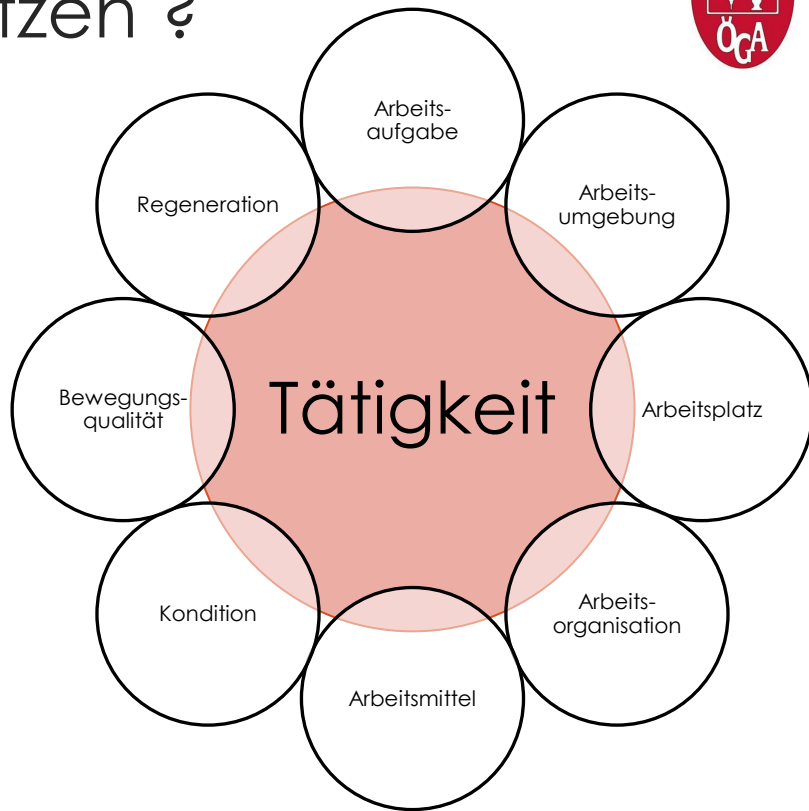 tzen ?
ÖGA
Arbeits-
aufgabe
Regeneration
Arbeits-
umgebung
Bewegungs-
qualität
Tätigkeit
Arbeitsplatz
Kondition
Arbeits-
organisation
Arbeitsmittel